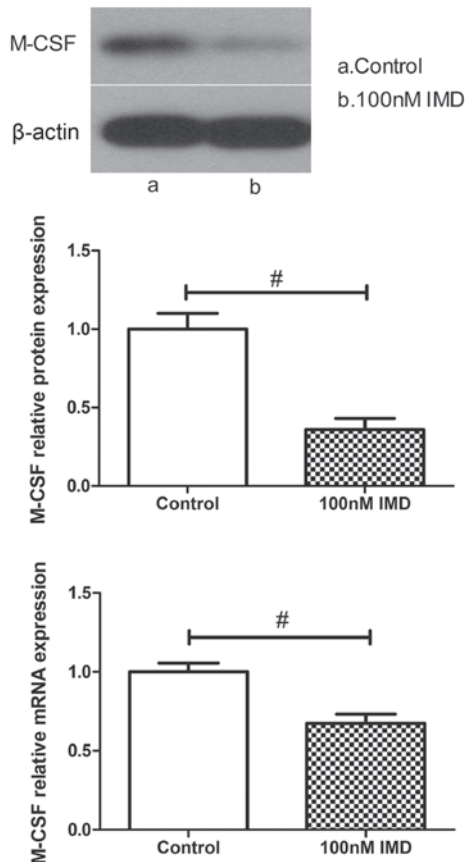 M-CSF
a.Control
b.100nM IMD
β-actin
a b
M-CSF relative protein expression
1.5
#
1.0
0.5
0.0
Control 100nM IMD
M-CSF relative mRNA expression
1.5
#
1.0
0.5
0.0
Control 100nM IMD